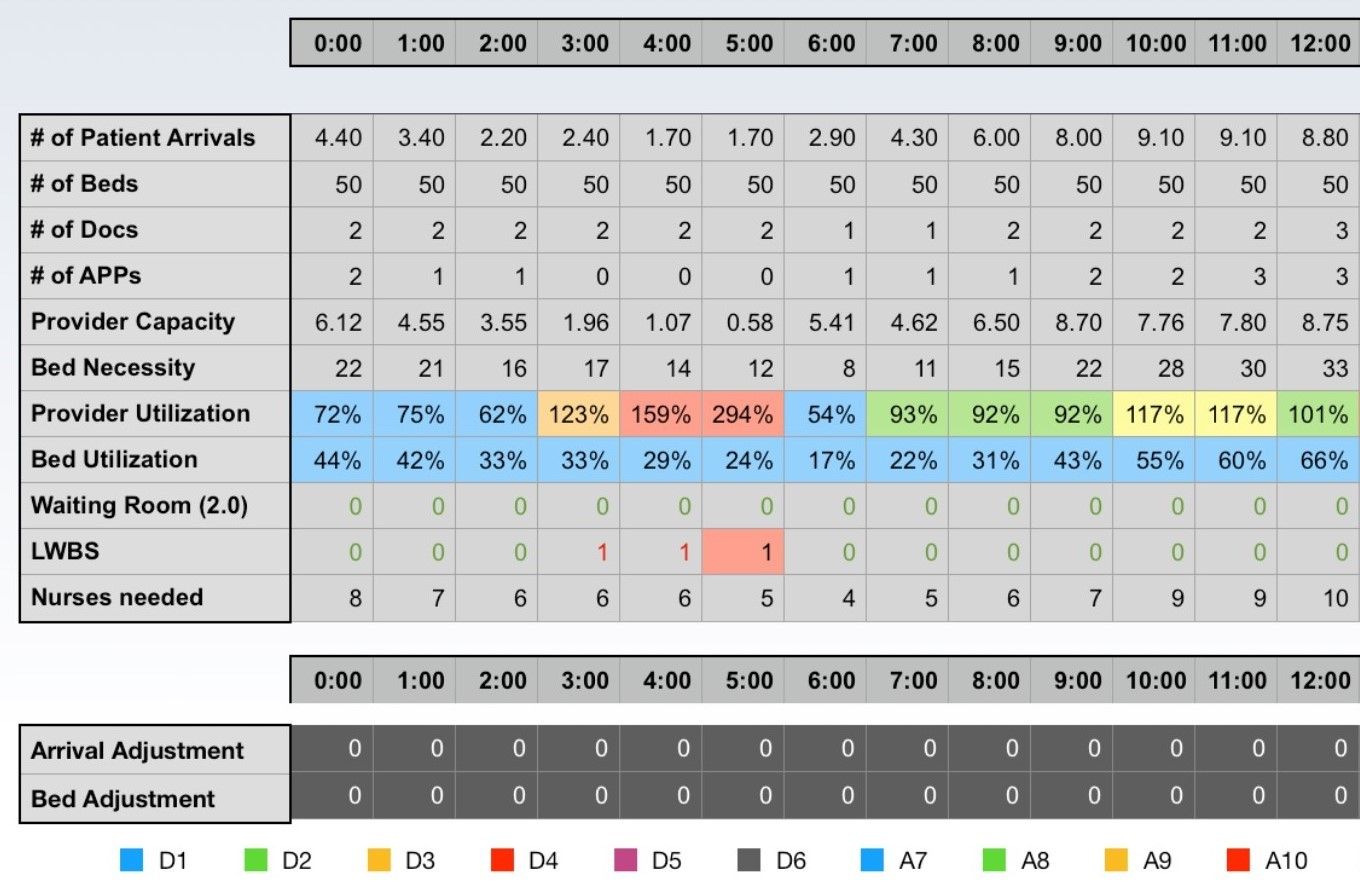 0:00 1:00 2:00 3:00 4:00 5:00 6:00 7:00 8:00 9:00 10:00 11:00 12:00
# of Patient Arrivals 4.40 3.40 2.20 2.40 1.70 1.70 2.90 4.30 6.00 8.00 9.10 9.10 8.80
# of Beds 50 50 50 50 50 50 50 50 50 50 50 50 50
# of Docs 2 2 2 2 2 2 1 1 2 2 2 2 3
# of APPs 2 1 1 0 0 0 1 1 1 2 2 3 3
Provider Capacity 6.12 4.55 3.55 1.96 1.07 0.58 5.41 4.62 6.50 8.70 7.76 7.80 8.75
Bed Necessity 22 21 16 17 14 12 8 11 15 22 28 30 33
Provider Utilization 72% 75% 62% 123% 159% 294% 54% 93% 92% 92% 117% 117% 101%
Bed Utilization 44% 42% 33% 33% 29% 24% 17% 22% 31% 43% 55% 60% 66%
Waiting Room (2.0) 0 0 0 0 0 0 0 0 0 0 0 0 0
LWBS 0 0 0 1 1 1 0 0 0 0 0 0 0
Nurses needed 8 7 6 6 6 5 4 5 6 7 9 9 10
0:00 1:00 2:00 3:00 4:00 5:00 6:00 7:00 8:00 9:00 10:00 11:00 12:00
Arrival Adjustment 0 0 0 0 0 0 0 0 0 0 0 0 0
Bed Adjustment 0 0 0 0 0 0 0 0 0 0 0 0 0
D1 D2 D3 D4 D5 D6 A7 A8 A9 A10